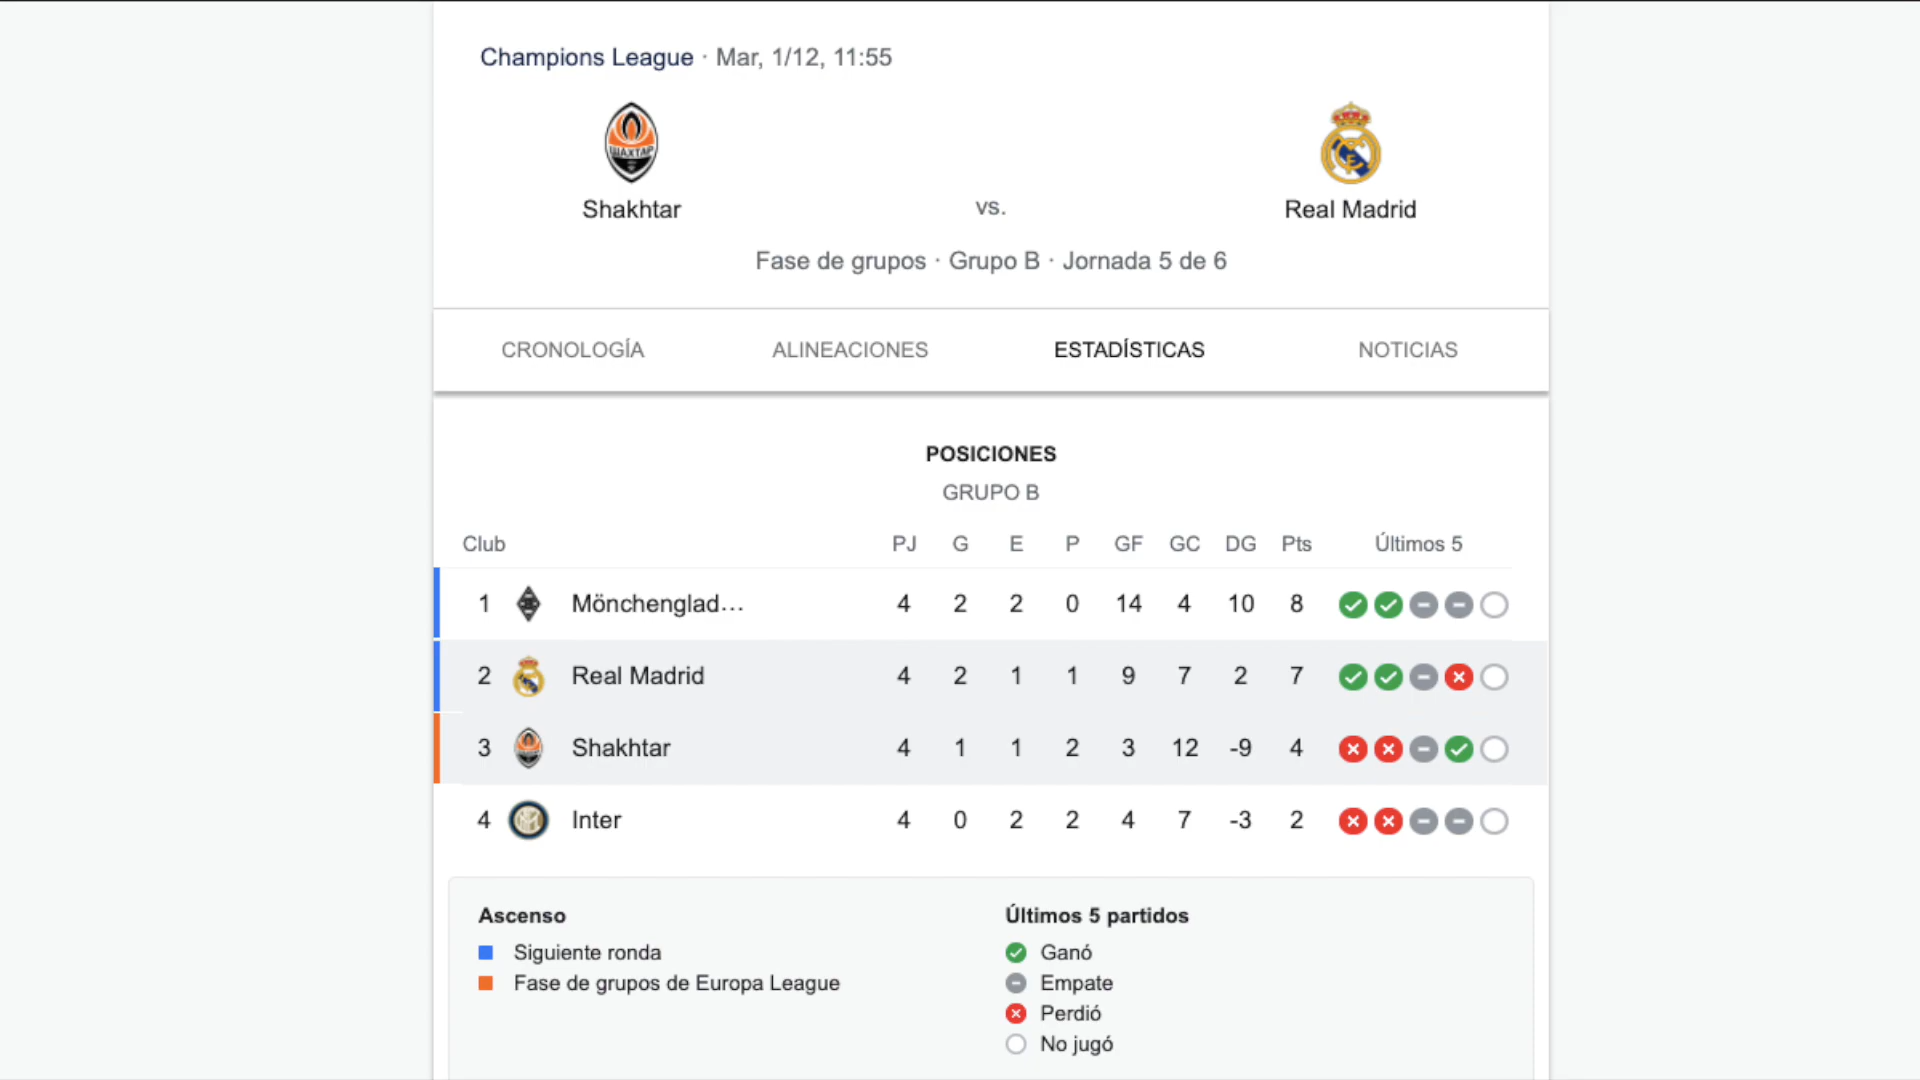 Champions League · Mar, 1/12, 11:55
ШАХТАР
Shakhtar vs. Real Madrid
Fase de grupos · Grupo B · Jornada 5 de 6
CRONOLOGÍA ALINEACIONES ESTADÍSTICAS NOTICIAS
POSICIONES
GRUPO B
Club PJ G E P GF GC DG Pts Últimos 5
1 Mönchenglad... 4 2 2 0 14 4 10 8
2 Real Madrid 4 2 1 1 9 7 2 7
3 Shakhtar 4 1 1 2 3 12 -9 4
4 Inter 4 0 2 2 4 7 -3 2
Ascenso
Siguiente ronda
Fase de grupos de Europa League
Últimos 5 partidos
Ganó
Empate
Perdió
No jugó